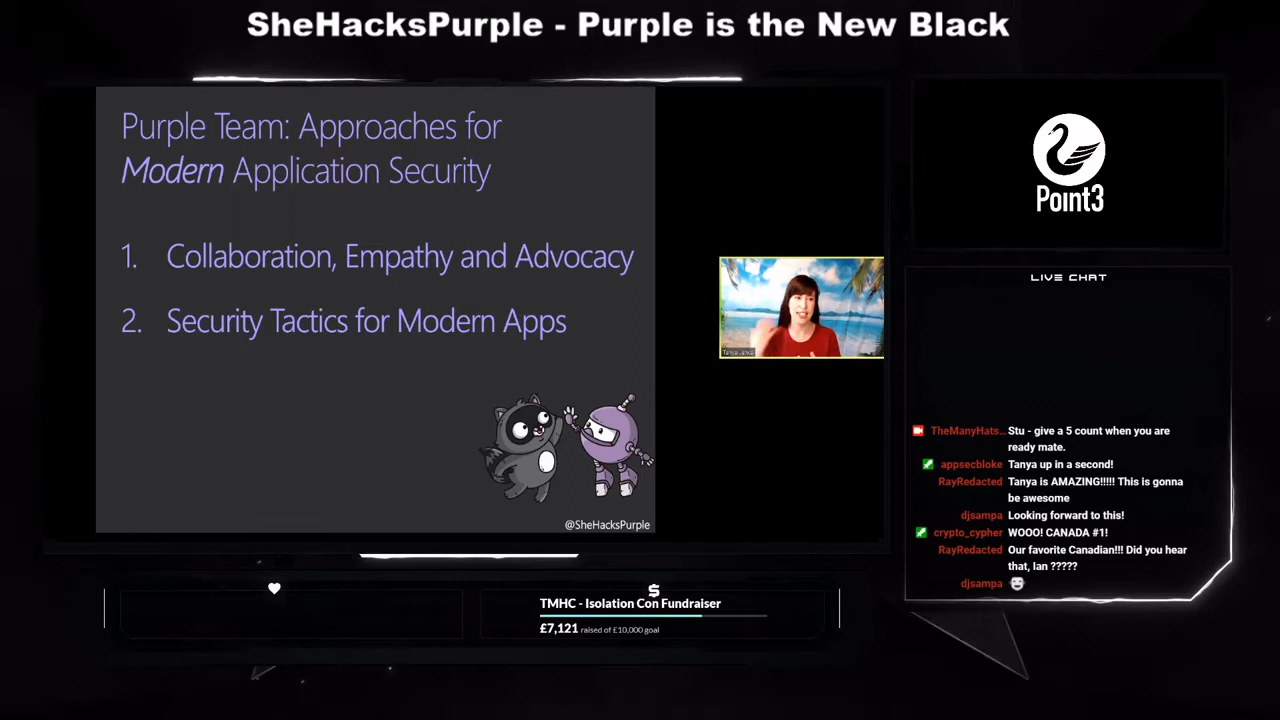 SheHacksPurple - Purple is the New Black
Purple Team: Approaches for
Modern Application Security
1. Collaboration, Empathy and Advocacy
2. Security Tactics for Modern Apps
@SheHacksPurple
Tanya Janca
Point3
LIVE CHAT
TheManyHats... Stu - give a 5 count when you are
ready mate.
appsecbloke Tanya up in a second!
RayRedacted Tanya is AMAZING!!!!! This is gonna
be awesome
djsampa Looking forward to this!
crypto_cypher WOOO! CANADA #1!
RayRedacted Our favorite Canadian!!! Did you hear
that, Ian ?????
djsampa
$
TMHC - Isolation Con Fundraiser
£7,121 raised of £10,000 goal